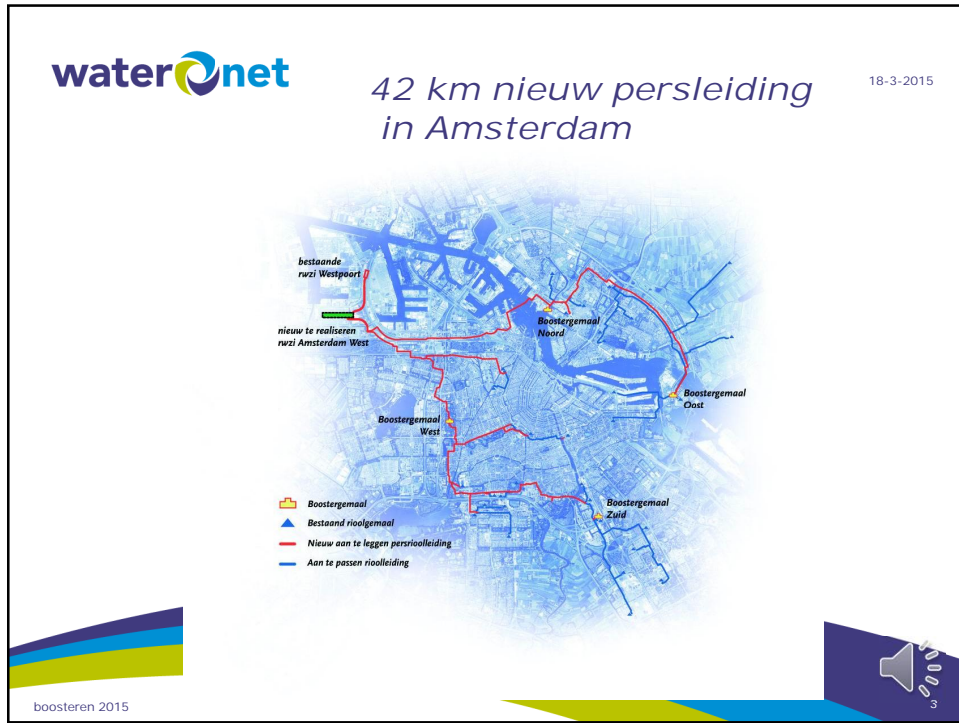 waternet
42 km nieuw persleiding
in Amsterdam
18-3-2015
bestaande
rwzi Westpoort
nieuw te realiseren
rwzi Amsterdam West
Boostergemaal
Noord
Boostergemaal
Oost
Boostergemaal
West
Boostergemaal
Zuid
Boostergemaal
Bestaand rioolgemaal
Nieuw aan te leggen persrioolleiding
Aan te passen rioolleiding
boosteren 2015
3